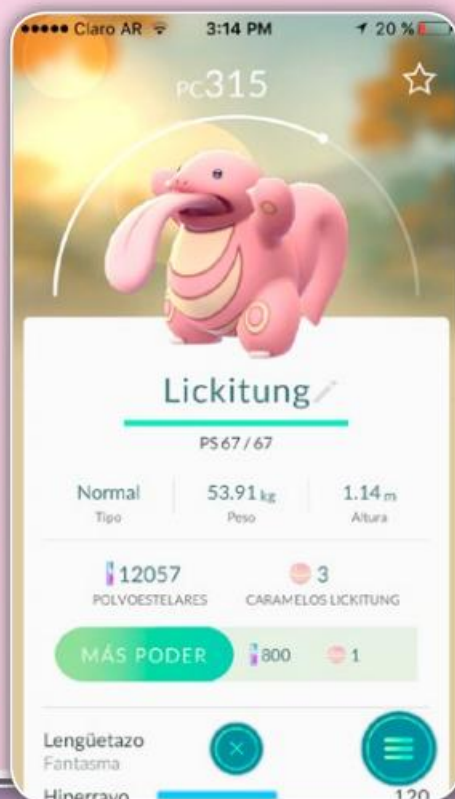 Claro AR 3:14 PM 20 %
PC315
Lickitung
PS 67 / 67
Normal 53.91 kg 1.14 m
Tipo Peso Altura
12057 3
POLVOESTELARES CARAMELOS LICKITUNG
MÁS PODER 800 1
Lengüetazo
Fantasma
Hiperrayo 120